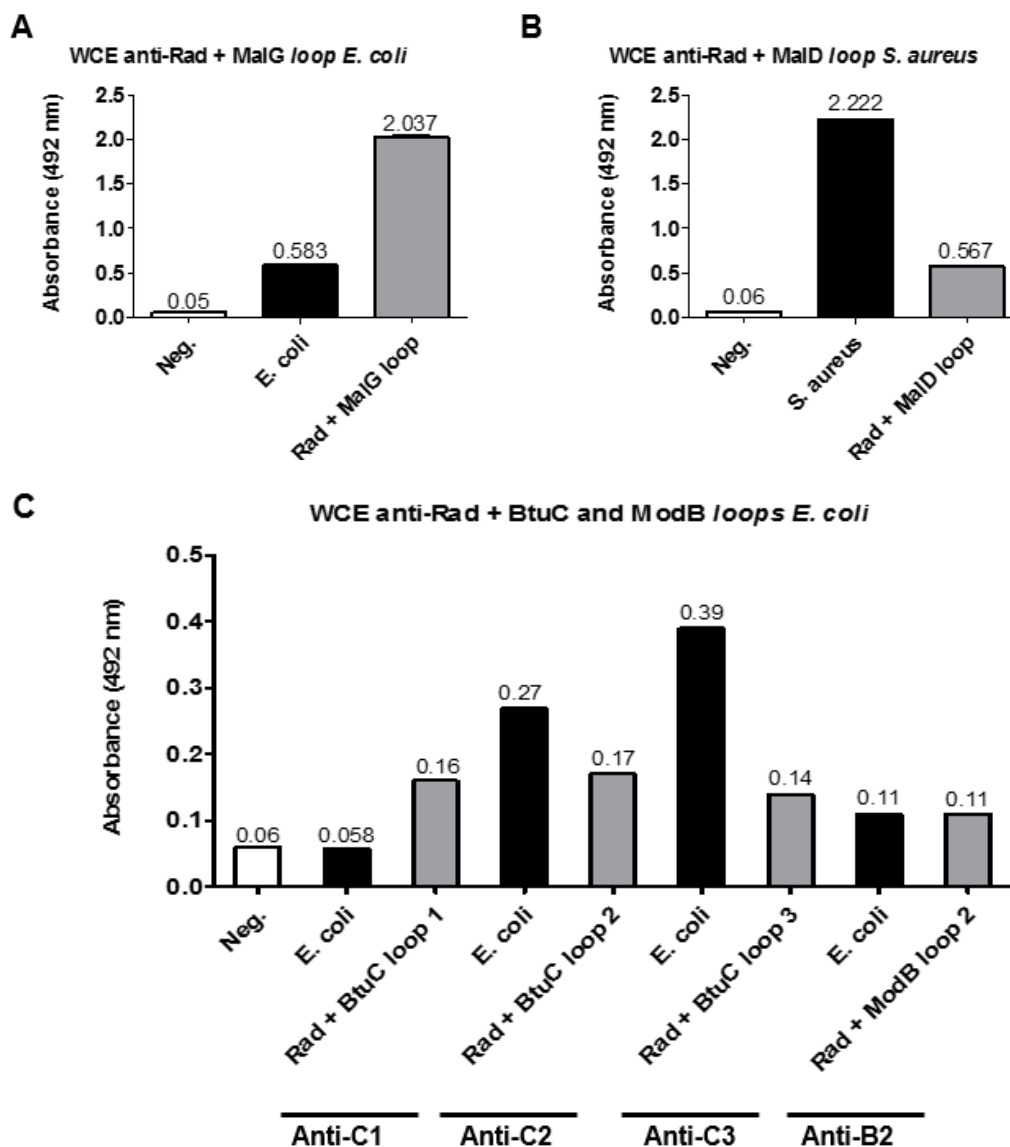 A
WCE anti-Rad + MalG loop E. coli
Absorbance (492 nm)
2.5
2.0
1.5
1.0
0.5
0.0
0.05
0.583
2.037
Neg.
E. coli
Rad + MalG loop
B
WCE anti-Rad + MalD loop S. aureus
Absorbance (492 nm)
2.5
2.0
1.5
1.0
0.5
0.0
0.06
2.222
0.567
Neg.
S. aureus
Rad + MalD loop
C
WCE anti-Rad + BtuC and ModB loops E. coli
Absorbance (492 nm)
0.5
0.4
0.3
0.2
0.1
0.0
0.06
0.058
0.16
0.27
0.17
0.39
0.14
0.11
0.11
Neg.
E. coli
Rad + BtuC loop 1
E. coli
Rad + BtuC loop 2
E. coli
Rad + BtuC loop 3
E. coli
Rad + ModB loop 2
Anti-C1
Anti-C2
Anti-C3
Anti-B2